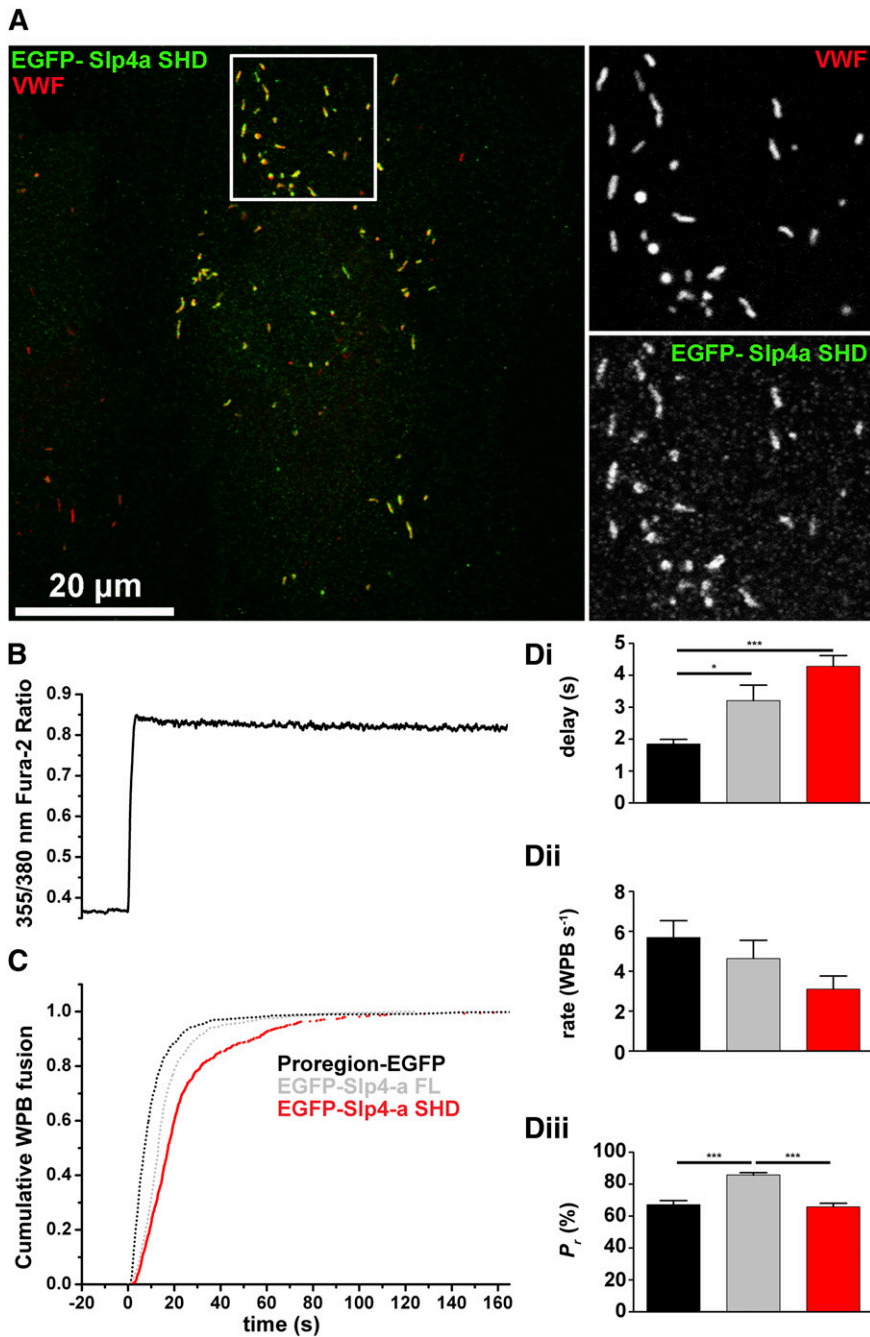 A
EGFP- Slp4a SHD
VWF
20 µm
VWF
EGFP- Slp4a SHD
B
355/380 nm Fura-2 Ratio
0.9
0.8
0.7
0.6
0.5
0.4
C
Cumulative WPB fusion
1.0
0.8
0.6
0.4
0.2
0.0
Proregion-EGFP
EGFP-Slp4-a FL
EGFP-Slp4-a SHD
-20 0 20 40 60 80 100 120 140 160
time (s)
Di
delay (s)
5
4
3
2
1
0
*
***
Dii
rate (WPB s⁻¹)
8
6
4
2
0
Diii
Pr (%)
100
80
60
40
20
0
*** ***